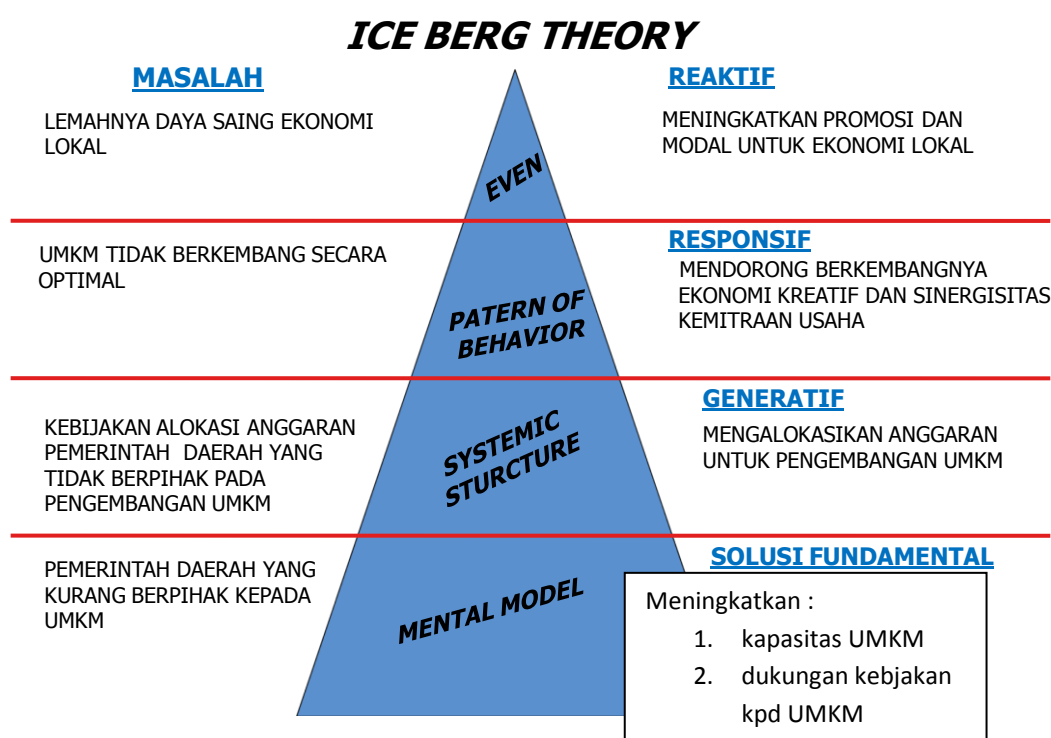 ICE BERG THEORY
MASALAH
REAKTIF
LEMAHNYA DAYA SAING EKONOMI
LOKAL
MENINGKATKAN PROMOSI DAN
MODAL UNTUK EKONOMI LOKAL
EVEN
UMKM TIDAK BERKEMBANG SECARA
OPTIMAL
RESPONSIF
MENDORONG BERKEMBANGNYA
EKONOMI KREATIF DAN SINERGISITAS
KEMITRAAN USAHA
PATERN OF
BEHAVIOR
KEBIJAKAN ALOKASI ANGGARAN
PEMERINTAH DAERAH YANG
TIDAK BERPIHAK PADA
PENGEMBANGAN UMKM
GENERATIF
MENGALOKASIKAN ANGGARAN
UNTUK PENGEMBANGAN UMKM
SYSTEMIC
STURCTURE
PEMERINTAH DAERAH YANG
KURANG BERPIHAK KEPADA
UMKM
MENTAL MODEL
SOLUSI FUNDAMENTAL
Meningkatkan :
1. kapasitas UMKM
2. dukungan kebjakan
kpd UMKM